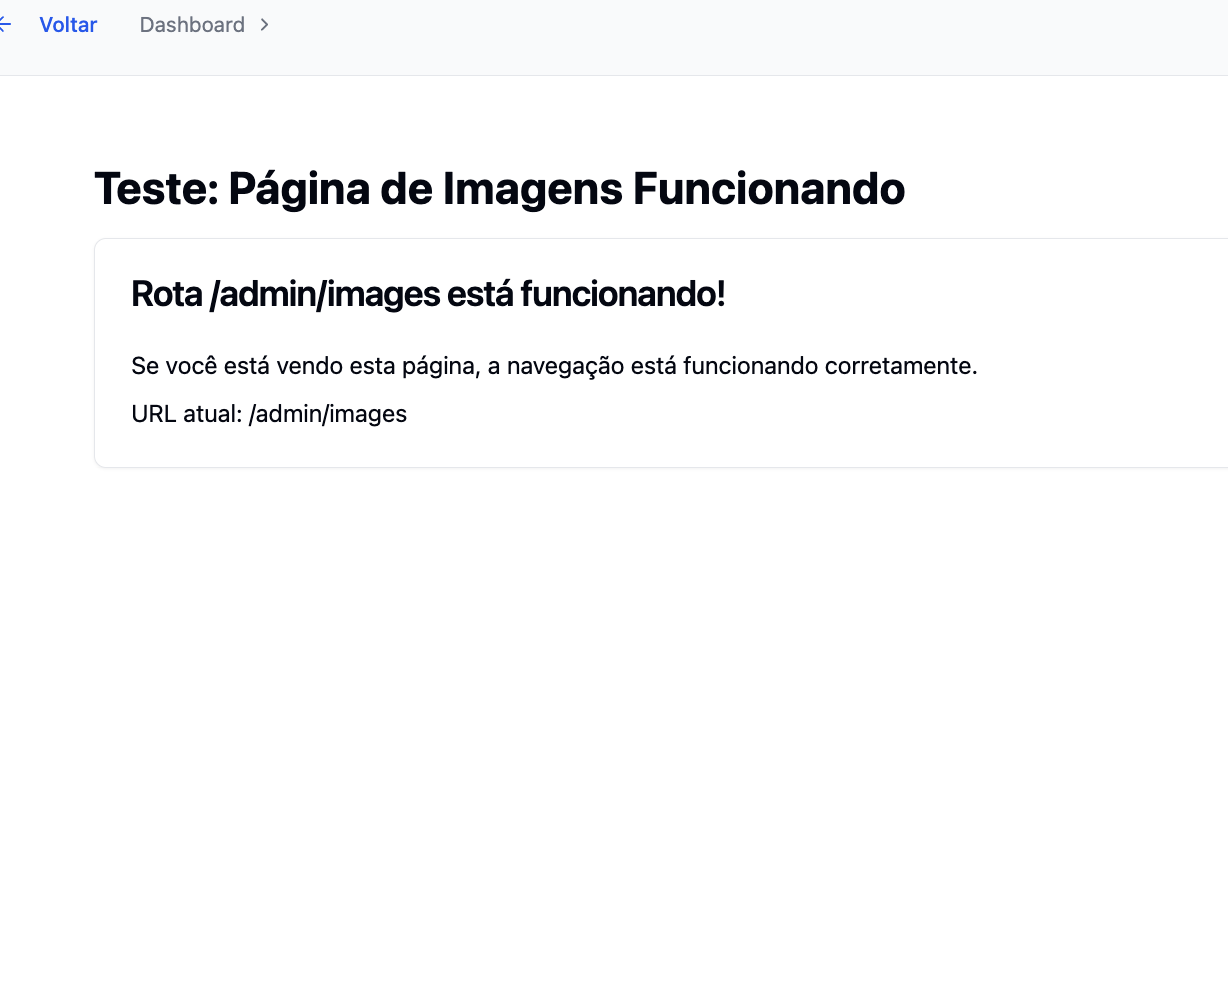 Voltar Dashboard
Teste: Página de Imagens Funcionando
Rota /admin/images está funcionando!
Se você está vendo esta página, a navegação está funcionando corretamente.
URL atual: /admin/images